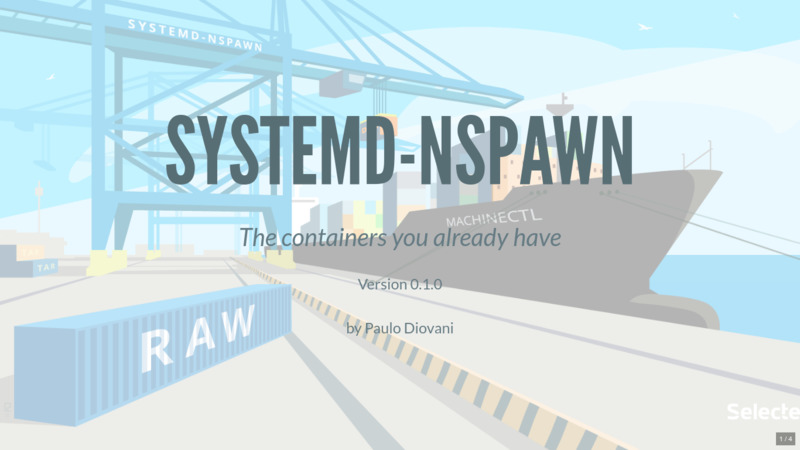 SYSTEMD-NSPAWN
SYSTEMD-NSPAWN
MACHINECTL
The containers you already have
TAR
Version 0.1.0
RAW
by Paulo Diovani
Selecte
1 / 4